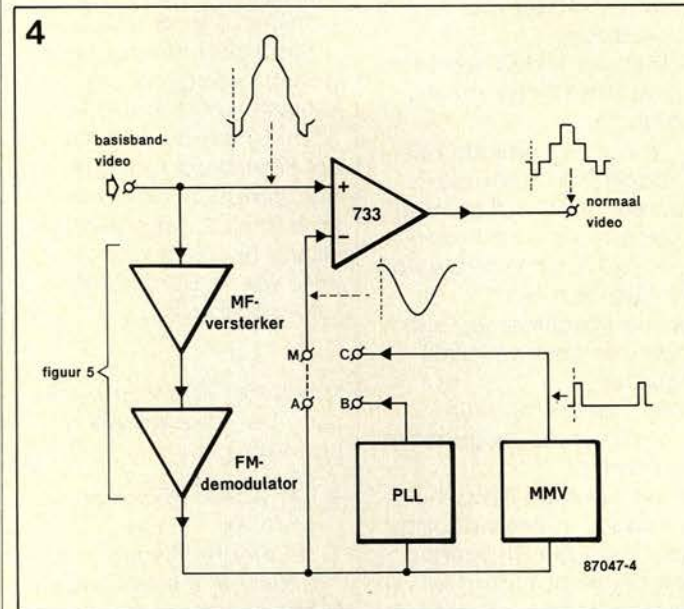 4
basisband-
video
+
733
−
normaal
video
MF-
versterker
figuur 5
M
C
A
B
FM-
demodulator
PLL
MMV
87047-4